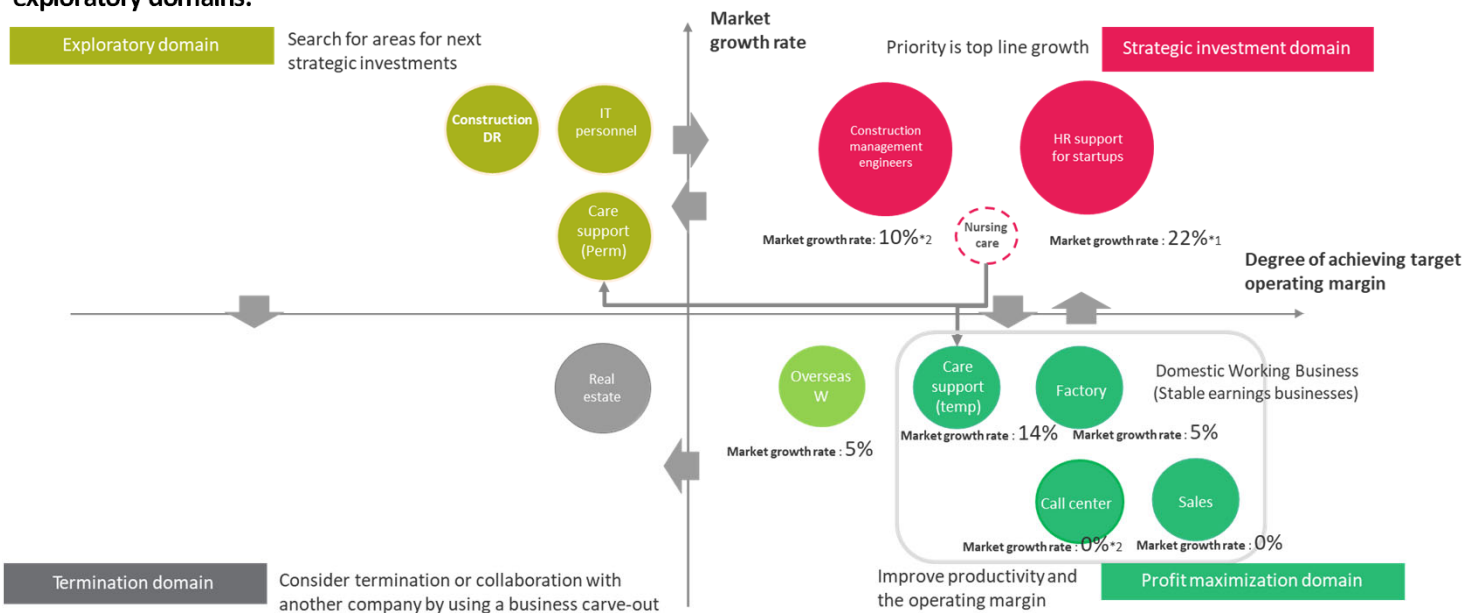 exploratory domains.
Exploratory domain
Search for areas for next
strategic investments
Market
growth rate
Priority is top line growth
Strategic investment domain
Construction
DR
IT
personnel
Construction
management
engineers
HR support
for startups
Care
support
(Perm)
Market growth rate: 10%*2
Nursing
care
Market growth rate : 22%*1
Degree of achieving target
operating margin
Real
estate
Overseas
W
Care
support
(temp)
Factory
Domestic Working Business
(Stable earnings businesses)
Market growth rate : 5%
Market growth rate : 14%
Market growth rate : 5%
Call center
Sales
Market growth rate : 0%*2
Market growth rate : 0%
Termination domain
Consider termination or collaboration with
another company by using a business carve-out
Improve productivity and
the operating margin
Profit maximization domain